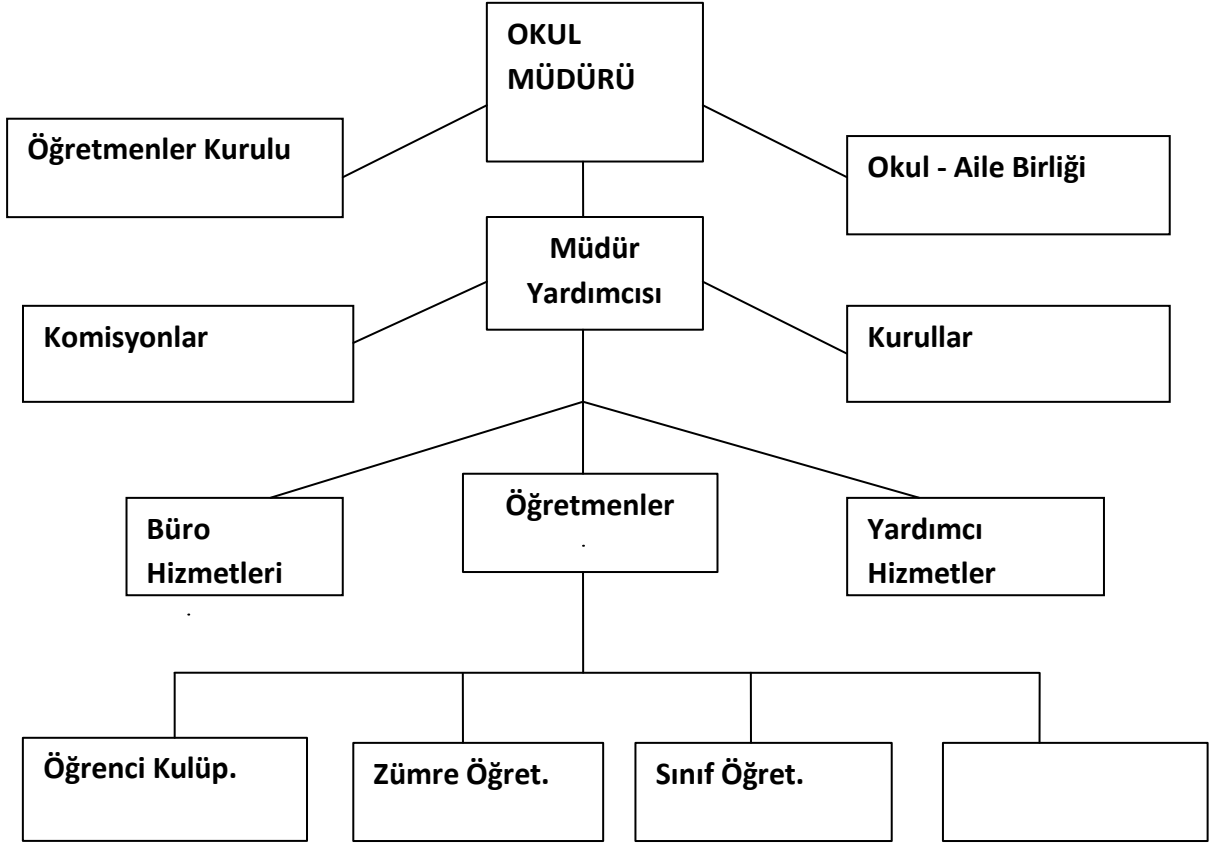 OKUL
MÜDÜRÜ
Öğretmenler Kurulu
Okul - Aile Birliği
Müdür
Yardımcısı
Komisyonlar
Kurullar
Büro
Hizmetleri
Öğretmenler
Yardımcı
Hizmetler
Öğrenci Kulüp.
Zümre Öğret.
Sınıf Öğret.